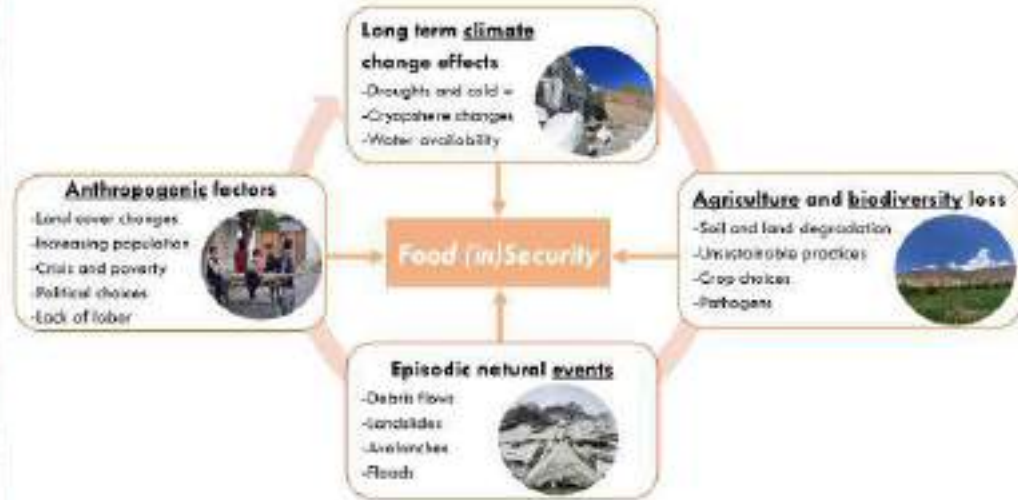 Long term climate
change effects
-Droughts and cold =
-Cryopshere changes
-Water availability
Anthropogenic factors
-Land cover changes
-Increasing population
-Crisis and poverty
-Political choices
-Lack of labor
Food (in)Security
Agriculture and biodiversity loss
-Soil and land degradation
-Unsustainable practices
-Crop choices
-Pathogens
Episodic natural events
-Debris flows
-Landslides
-Avalanches
-Floods